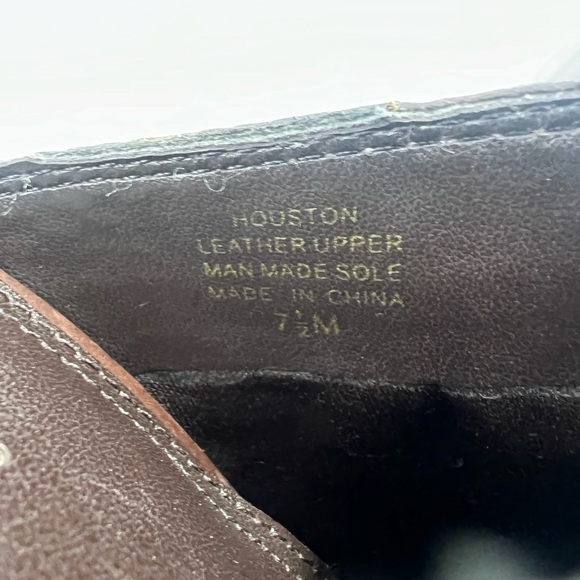 HOUSTON
LEATHER UPPER
MAN MADE SOLE
MADE IN CHINA
7½M